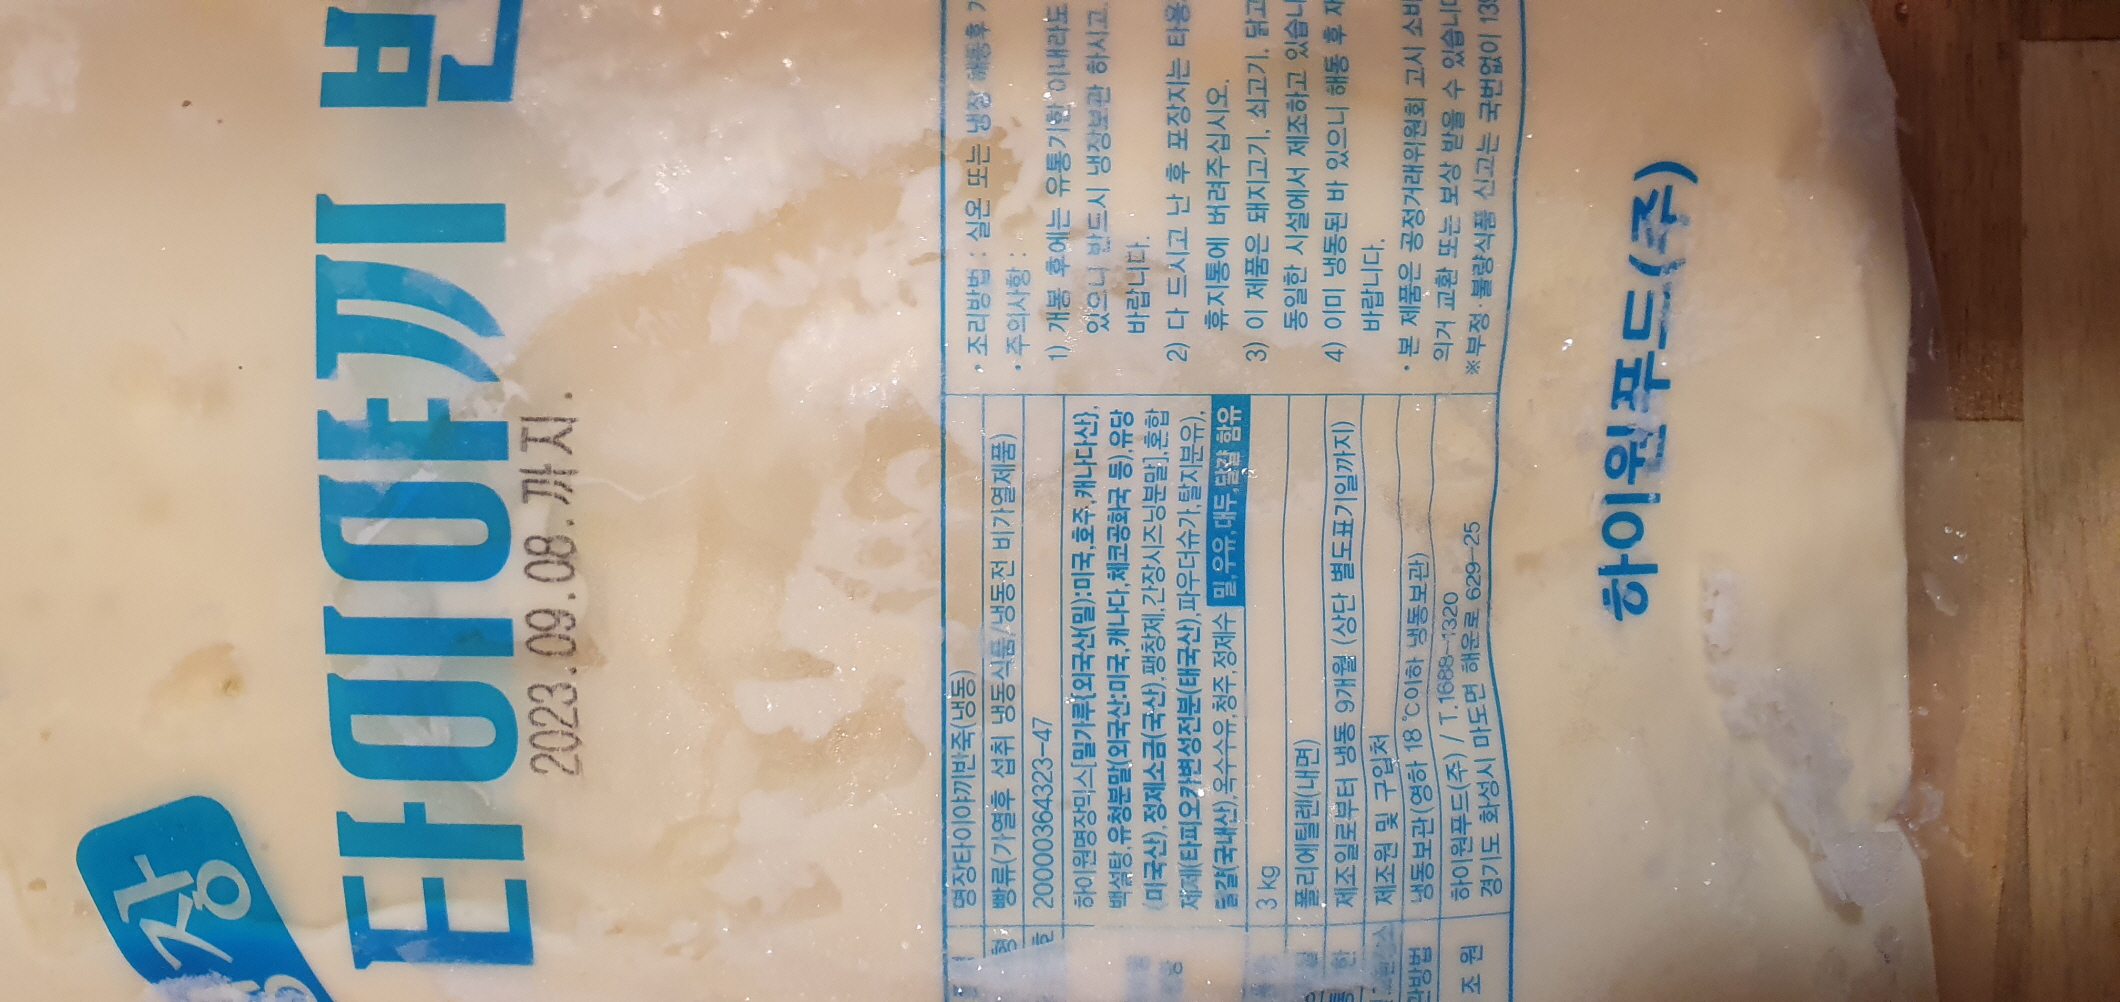 장
타이야끼 반
2023.09.08.까지.
명장타이야끼반죽(냉동)
빵류(가열후 섭취 냉동식품/냉동전 비가열제품)
20000364323-47
하이원명장믹스[밀가루{외국산(밀):미국,호주,캐나다산},
백설탕,유청분말(외국산:미국,캐나다,체코공화국 등),유당
(미국산),정제소금(국산),팽창제,간장시즈닝분말],혼합
제제(타피오카변성전분(태국산),파우더슈가,탈지분유),
달걀(국내산),옥수수유,청주,정제수 밀,우유,대두,달걀 함유
3 kg
폴리에틸렌(내면)
제조일로부터 냉동 9개월 (상단 별도표기일까지)
제조원 및 구입처
관방법 냉동보관(영하 18℃이하 냉동보관)
조 원 하이원푸드(주) / T.1688-1320
경기도 화성시 마도면 해운로 629-25
· 조리방법 : 실온 또는 냉장 해동후
· 주의사항 :
1) 개봉 후에는 유통기한 이내라도
있으니 반드시 냉장보관 하시고.
바랍니다.
2) 다 드시고 난 후 포장지는 타용
휴지통에 버려주십시오.
3) 이 제품은 돼지고기, 쇠고기, 닭고
동일한 시설에서 제조하고 있습니
4) 이미 냉동된 바 있으니 해동 후 재
바랍니다.
· 본 제품은 공정거래위원회 고시 소비
의거 교환 또는 보상 받을 수 있습니다
※부정·불량식품 신고는 국번없이 139
하이원푸드(주)